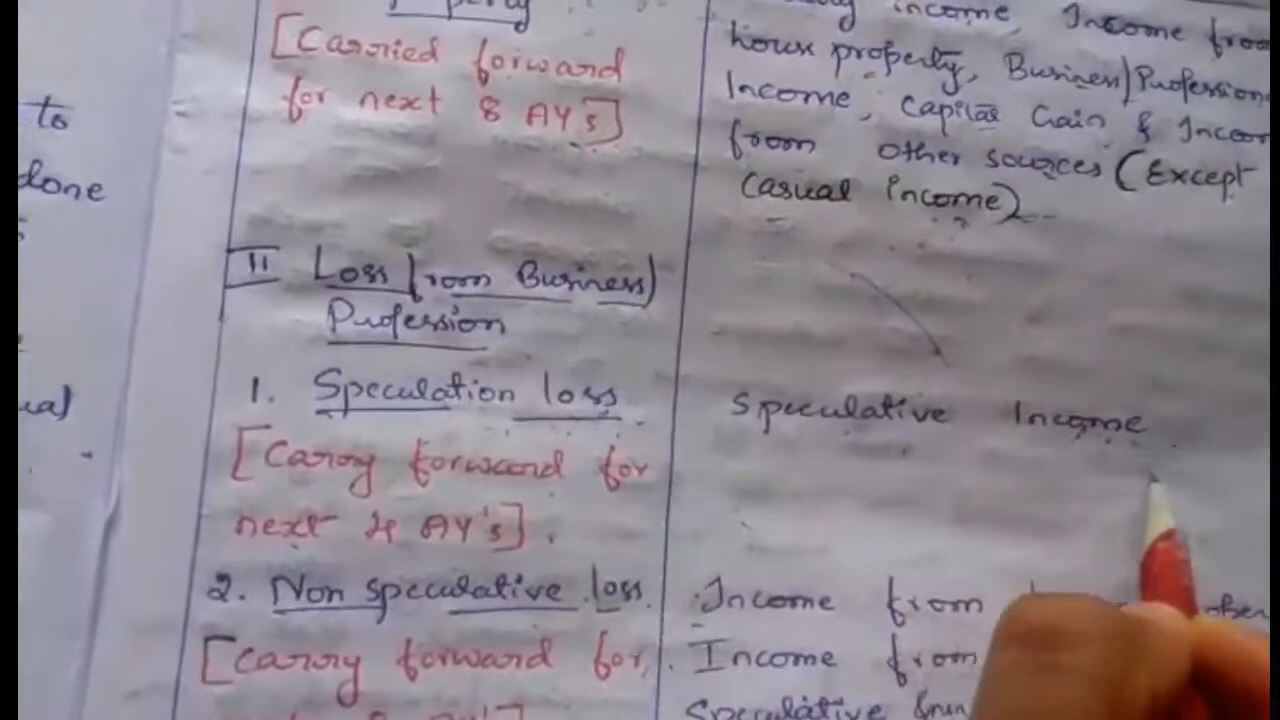 to
done
[Carried forward
for next 8 AY's]
income, Income from
house property, Business/Profession
Income, Capital Gain & Incom
from other sources (Except
casual income)
II Loss from Business/
Profession
1. Speculation loss
[Carry forward for
next 4 AY's].
Speculative Income
2. Non speculative loss
[Carry forward for
Income from
Income from
Speculative